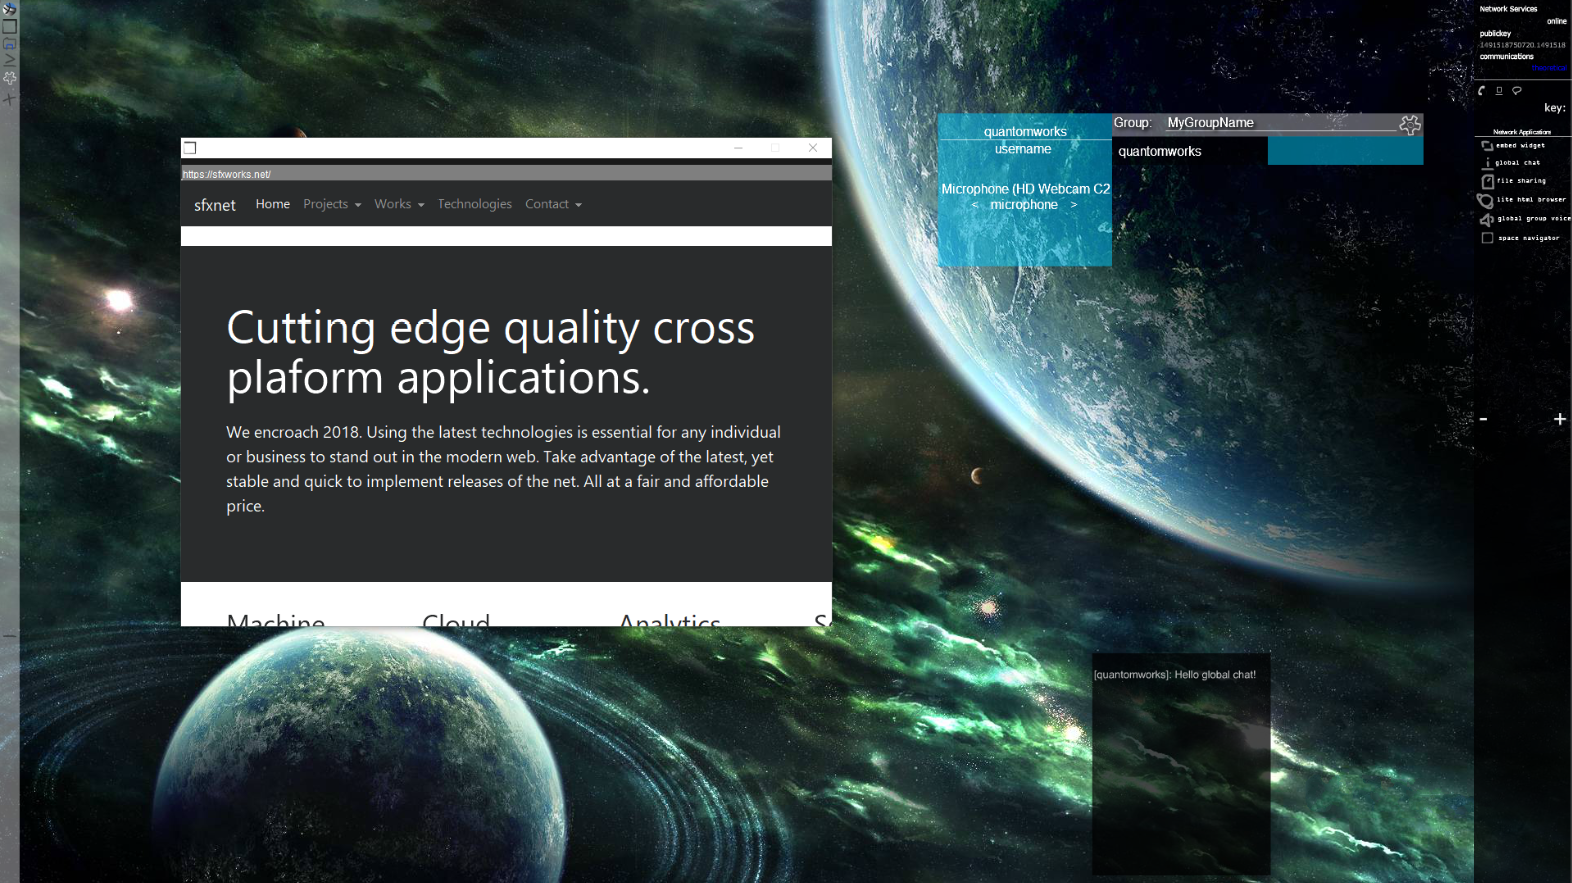 https://sfxworks.net/
sfxnet Home Projects Works Technologies Contact
Cutting edge quality cross
plaform applications.
We encroach 2018. Using the latest technologies is essential for any individual
or business to stand out in the modern web. Take advantage of the latest, yet
stable and quick to implement releases of the net. All at a fair and affordable
price.
Machine Cloud Analytics
quantomworks
username
Microphone (HD Webcam C2
< microphone >
Group: MyGroupName
quantomworks
[quantomworks]: Hello global chat!
Network Services
online
publickey
1491518750720.1491518
communications
key:
Network Applications
embed widget
global chat
file sharing
lite html browser
global group voice
space navigator
- +